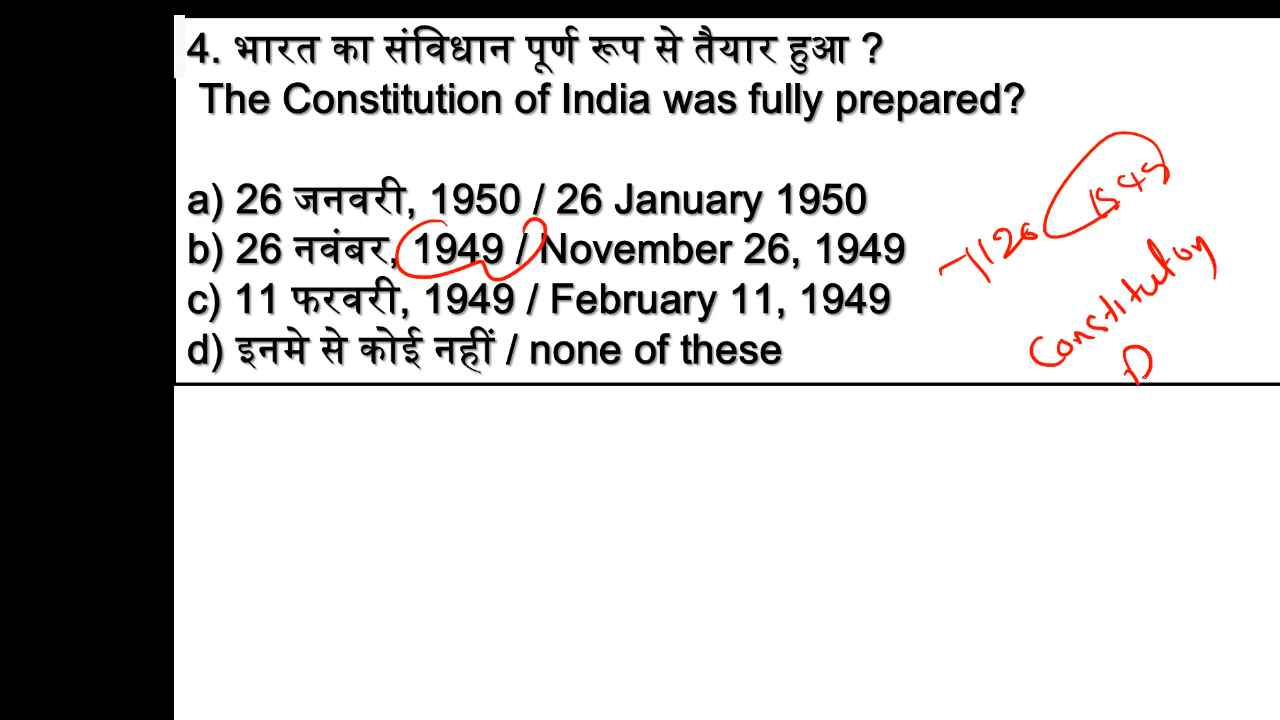 4. भारत का संविधान पूर्ण रूप से तैयार हुआ ?
The Constitution of India was fully prepared?
a) 26 जनवरी, 1950 / 26 January 1950
b) 26 नवंबर, 1949 / November 26, 1949
c) 11 फरवरी, 1949 / February 11, 1949
d) इनमे से कोई नहीं / none of these
D